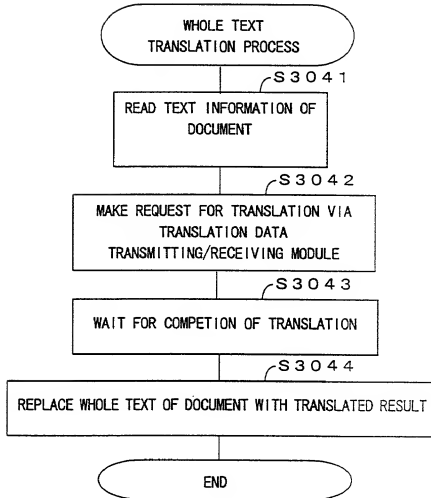 WHOLE TEXT
TRANSLATION PROCESS
S3041
READ TEXT INFORMATION OF
DOCUMENT
S3042
MAKE REQUEST FOR TRANSLATION VIA
TRANSLATION DATA
TRANSMITTING/RECEIVING MODULE
S3043
WAIT FOR COMPETION OF TRANSLATION
S3044
REPLACE WHOLE TEXT OF DOCUMENT WITH TRANSLATED RESULT
END